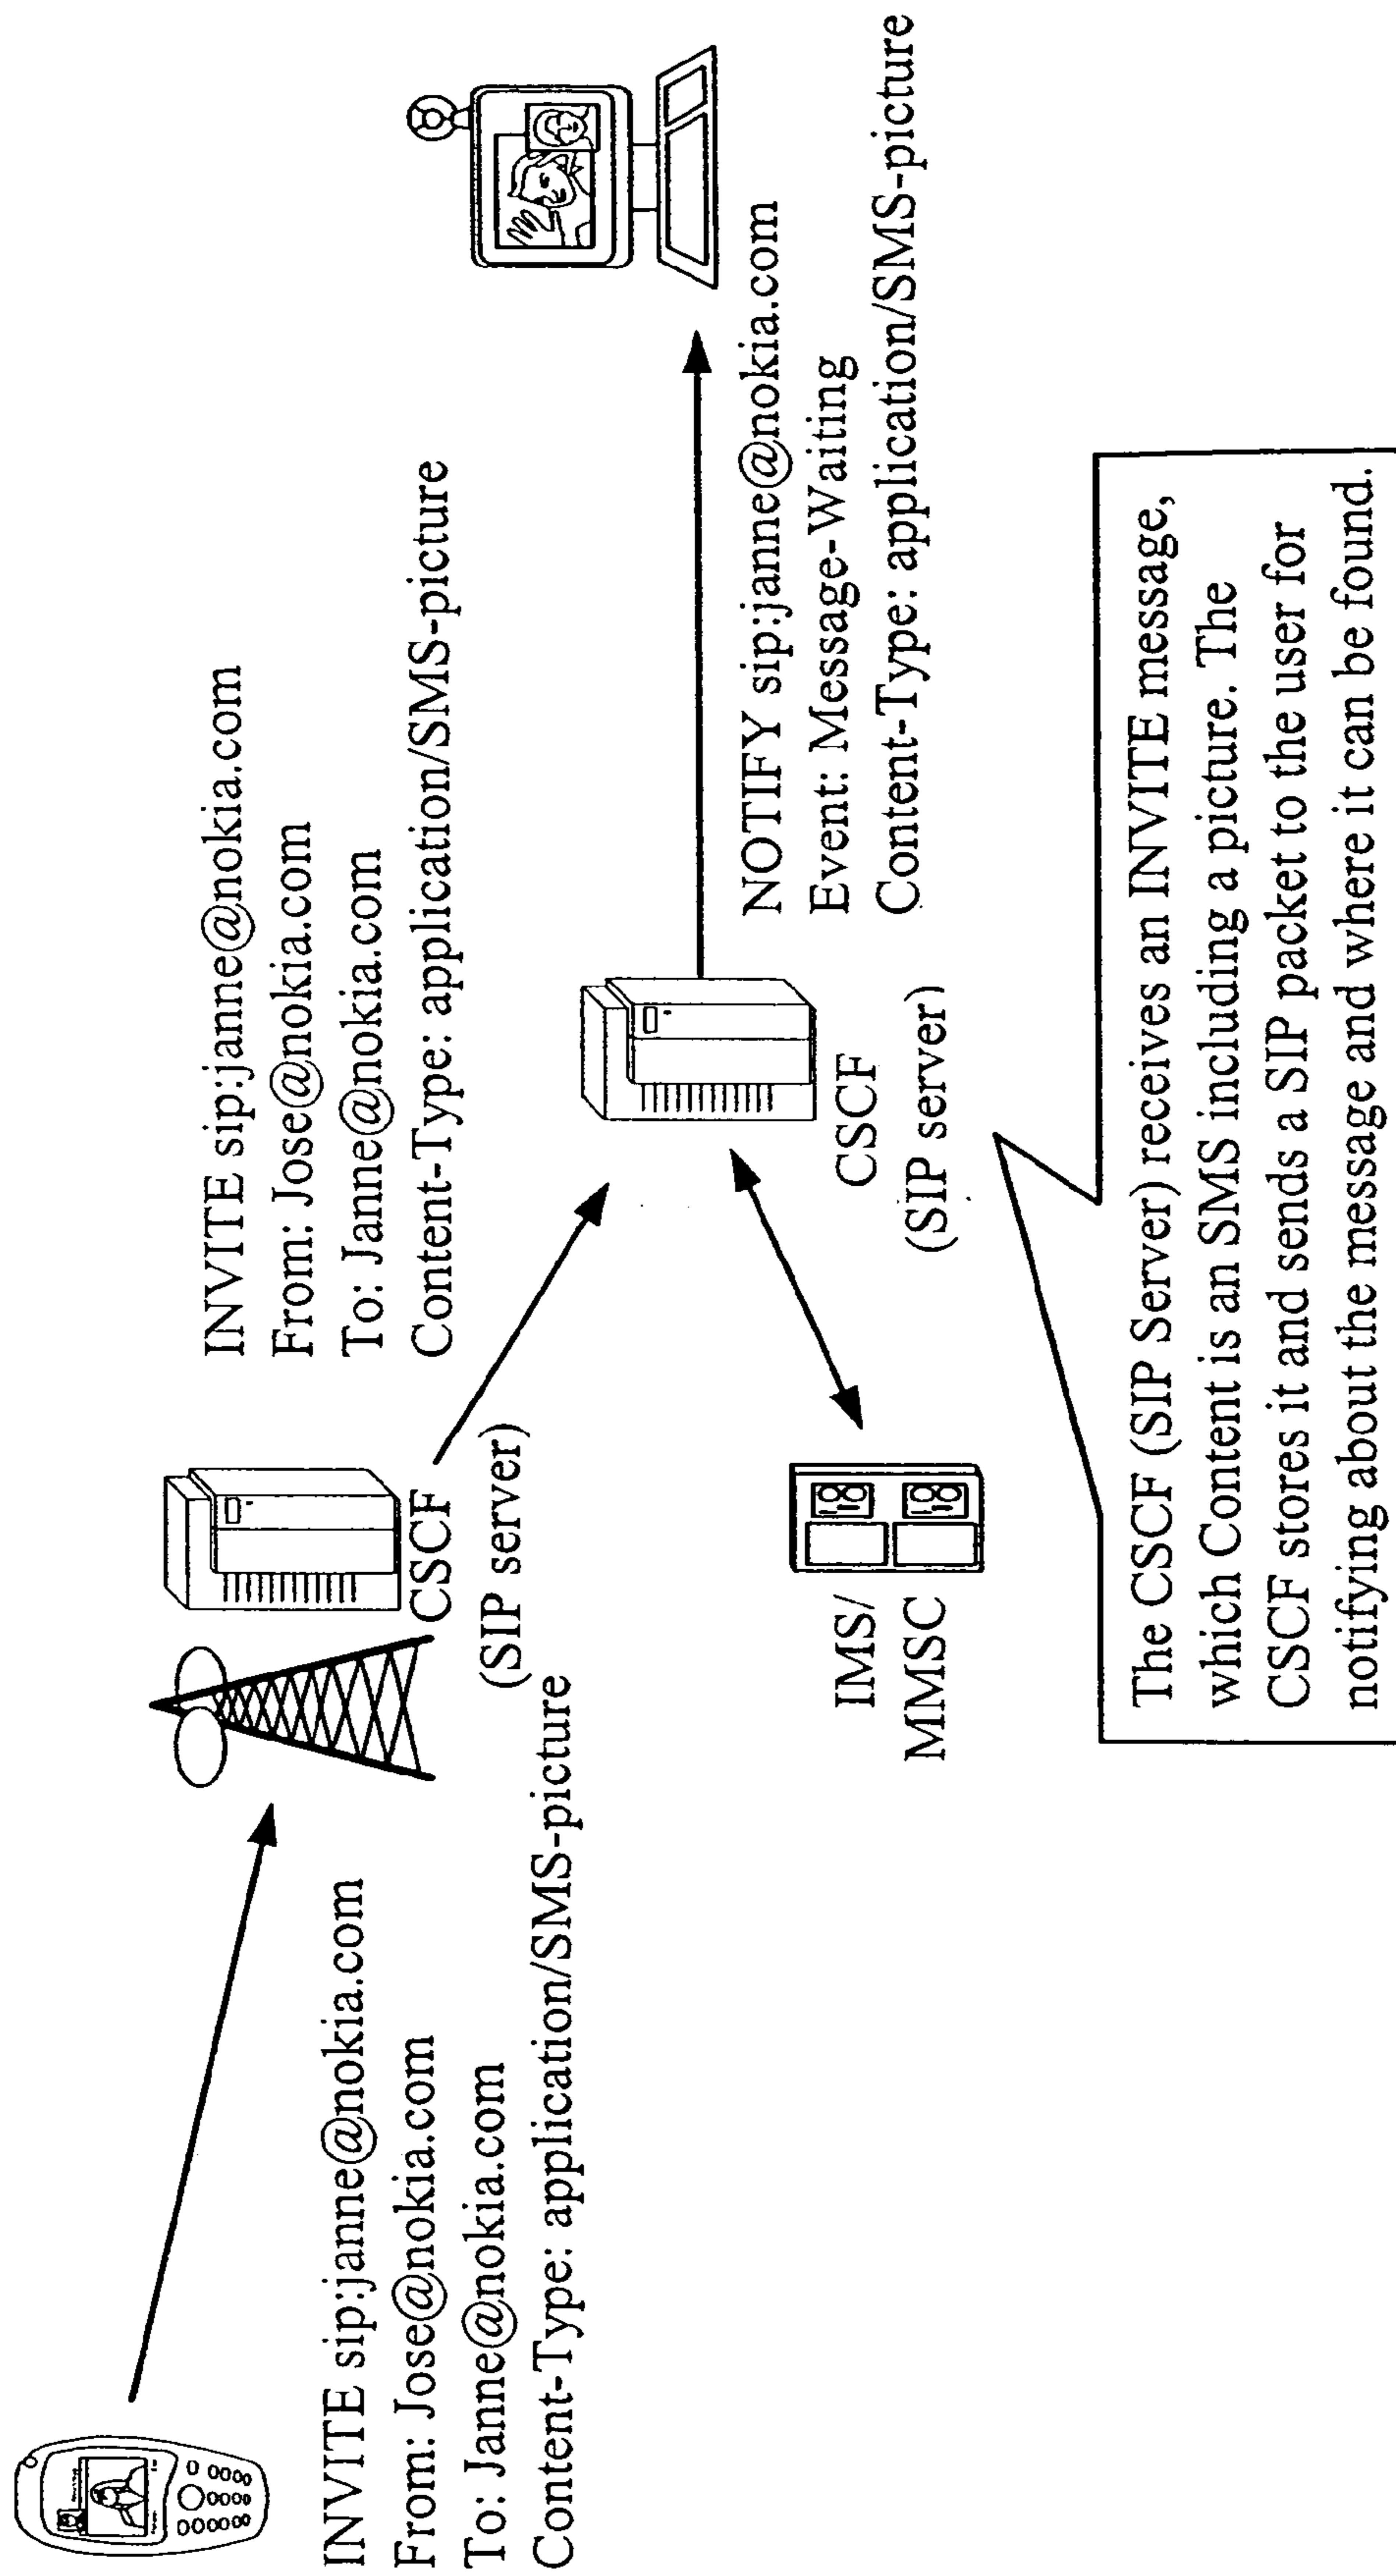 INVITE sip:janne@nokia.com
From: Jose@nokia.com
To: Janne@nokia.com
Content-Type: application/SMS-picture
CSCF
(SIP server)
INVITE sip:janne@nokia.com
From: Jose@nokia.com
To: Janne@nokia.com
Content-Type: application/SMS-picture
IMS/
MMSC
CSCF
(SIP server)
NOTIFY sip:janne@nokia.com
Event: Message-Waiting
Content-Type: application/SMS-picture
The CSCF (SIP Server) receives an INVITE message,
which Content is an SMS including a picture. The
CSCF stores it and sends a SIP packet to the user for
notifying about the message and where it can be found.